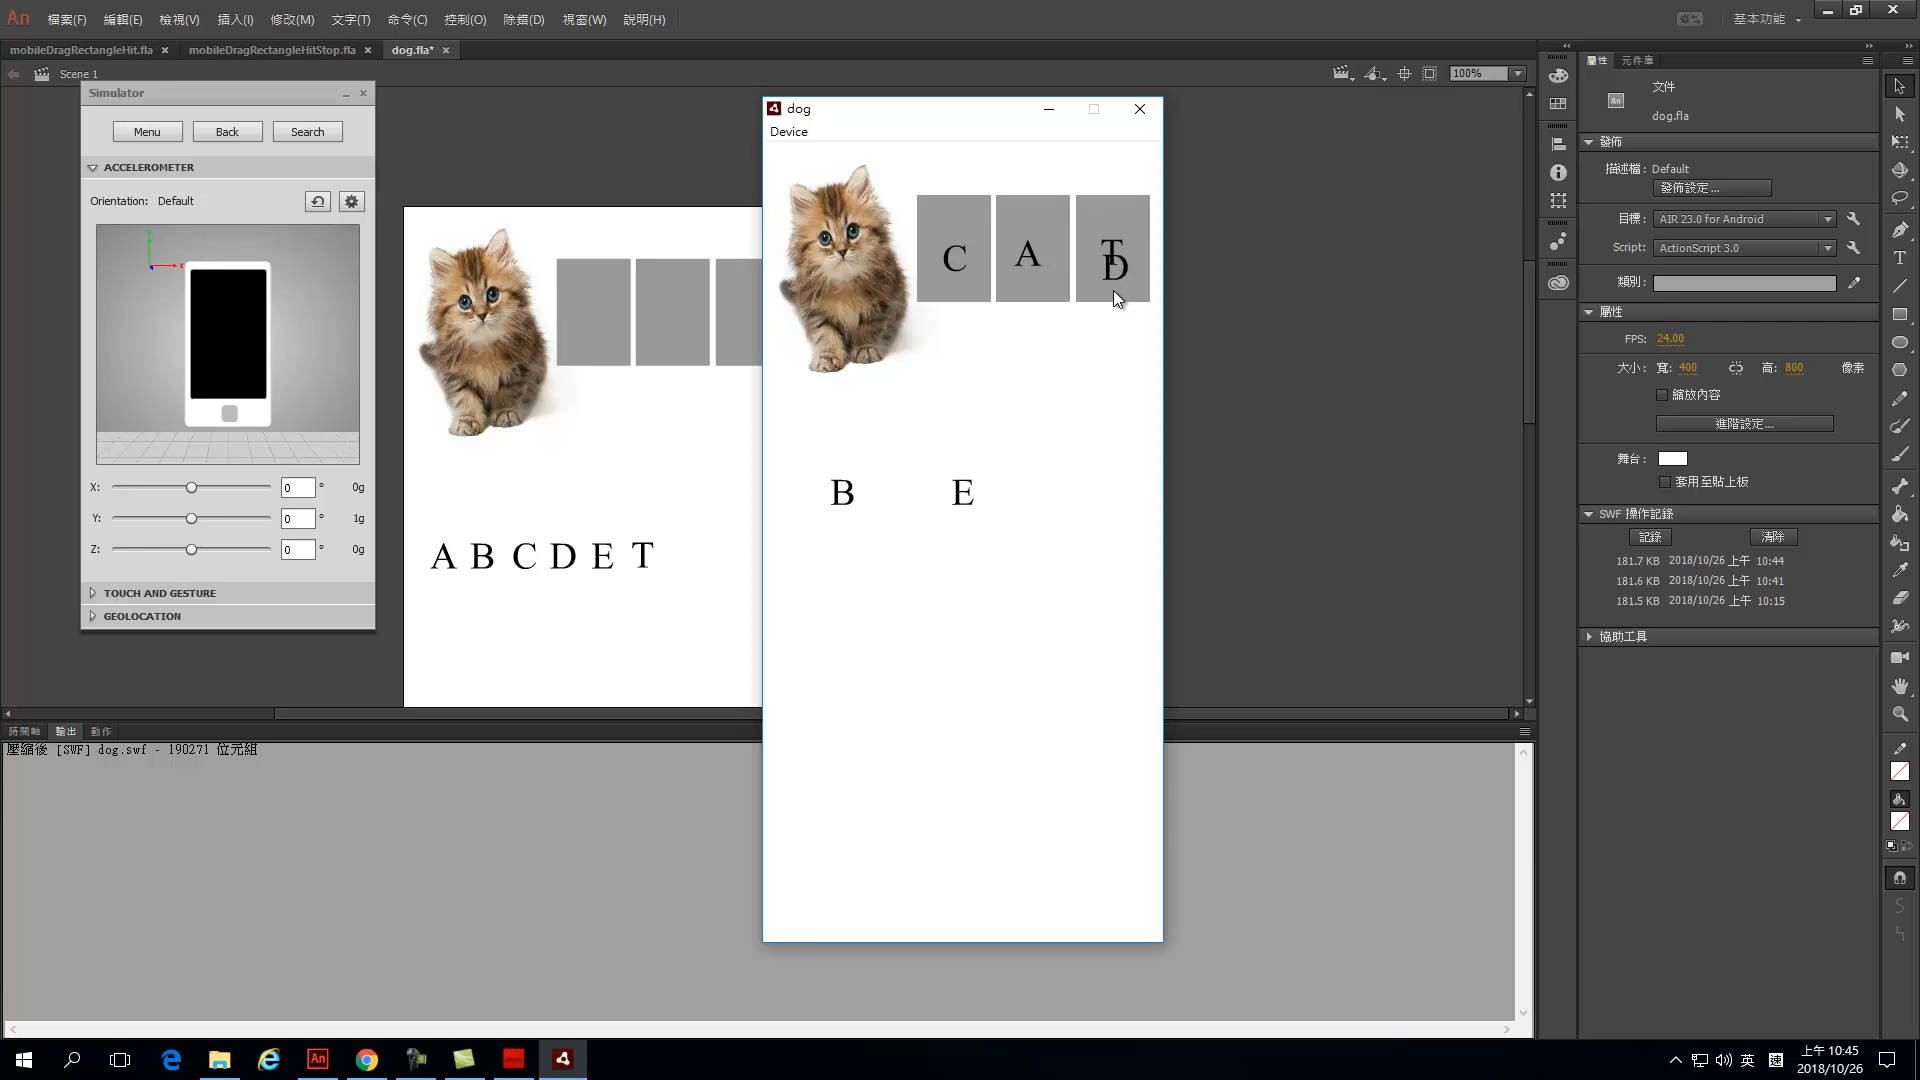 An 檔案(F) 編輯(E) 檢視(V) 插入(I) 修改(M) 文字(T) 命令(C) 控制(O) 除錯(D) 視窗(W) 說明(H) 基本功能
mobileDragRectangleHit.fla × mobileDragRectangleHitStop.fla × dog.fla* ×
Scene 1 100%
Simulator
Menu Back Search
ACCELEROMETER
Orientation: Default
X: 0 ° 0g
Y: 0 ° 1g
Z: 0 ° 0g
TOUCH AND GESTURE
GEOLOCATION
A B C D E T
dog
Device
C A T D
B E
屬性 元件庫
文件
An dog.fla
發佈
描述檔: Default
發佈設定...
目標: AIR 23.0 for Android
Script: ActionScript 3.0
類別:
屬性
FPS: 24.00
大小: 寬: 400 高: 800 像素
縮放內容
進階設定...
舞台:
套用至貼上板
SWF 操作記錄
記錄 清除
181.7 KB 2018/10/26 上午 10:44
181.6 KB 2018/10/26 上午 10:41
181.5 KB 2018/10/26 上午 10:15
協助工具
時間軸 輸出 動作
壓縮後 [SWF] dog.swf - 190271 位元組
An
英 上午 10:45
2018/10/26